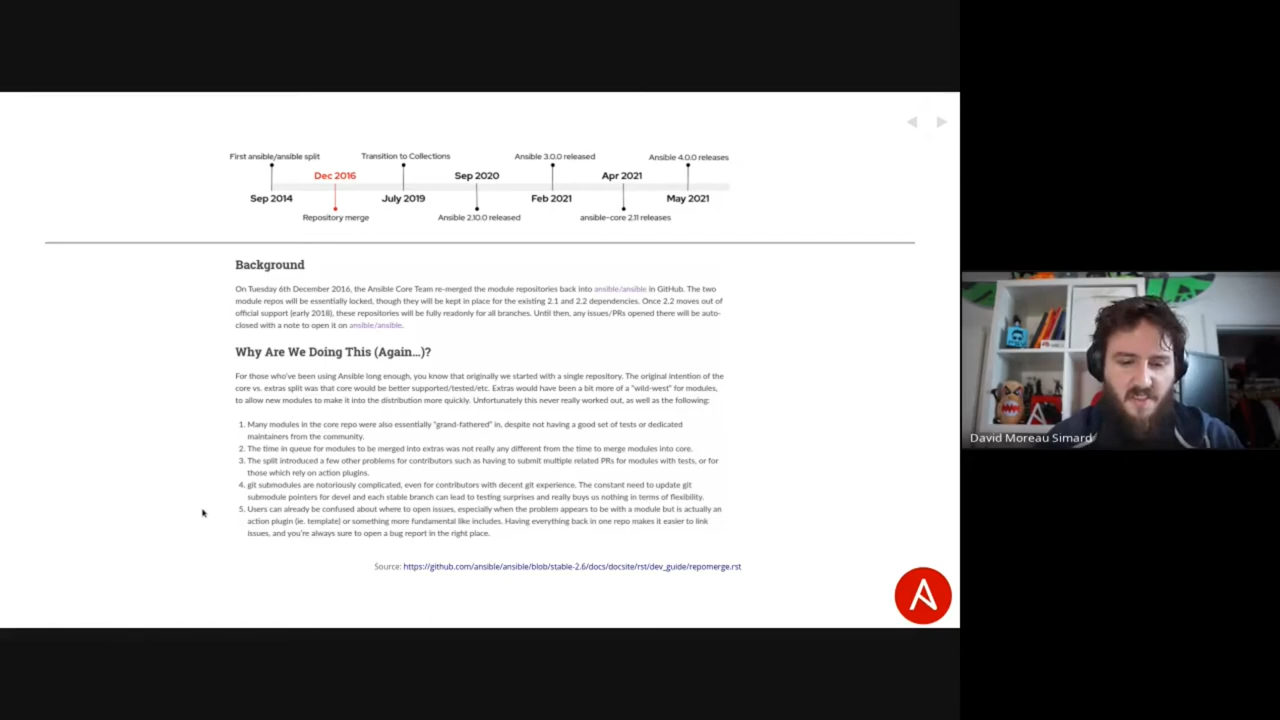 First ansible/ansible split
Transition to Collections
Ansible 3.0.0 released
Ansible 4.0.0 releases
Dec 2016
Sep 2020
Apr 2021
Sep 2014
July 2019
Feb 2021
May 2021
Repository merge
Ansible 2.10.0 released
ansible-core 2.11 releases
Background
On Tuesday 6th December 2016, the Ansible Core Team re-merged the module repositories back into ansible/ansible in GitHub. The two
module repos will be essentially locked, though they will be kept in place for the existing 2.1 and 2.2 dependencies. Once 2.2 moves out of
official support (early 2018), these repositories will be fully readonly for all branches. Until then, any issues/PRs opened there will be auto-
closed with a note to open it on ansible/ansible.
Why Are We Doing This (Again...)?
For those who've been using Ansible long enough, you know that originally we started with a single repository. The original intention of the
core vs. extras split was that core would be better supported/tested/etc. Extras would have been a bit more of a "wild-west" for modules,
to allow new modules to make it into the distribution more quickly. Unfortunately this never really worked out, as well as the following:
1. Many modules in the core repo were also essentially "grand-fathered" in, despite not having a good set of tests or dedicated
maintainers from the community.
2. The time in queue for modules to be merged into extras was not really any different from the time to merge modules into core.
3. The split introduced a few other problems for contributors such as having to submit multiple related PRs for modules with tests, or for
those which rely on action plugins.
4. git submodules are notoriously complicated, even for contributors with decent git experience. The constant need to update git
submodule pointers for devel and each stable branch can lead to testing surprises and really buys us nothing in terms of flexibility.
5. Users can already be confused about where to open issues, especially when the problem appears to be with a module but is actually an
action plugin (ie. template) or something more fundamental like includes. Having everything back in one repo makes it easier to link
issues, and you're always sure to open a bug report in the right place.
Source: https://github.com/ansible/ansible/blob/stable-2.6/docs/docsite/rst/dev_guide/repomerge.rst
David Moreau Simard